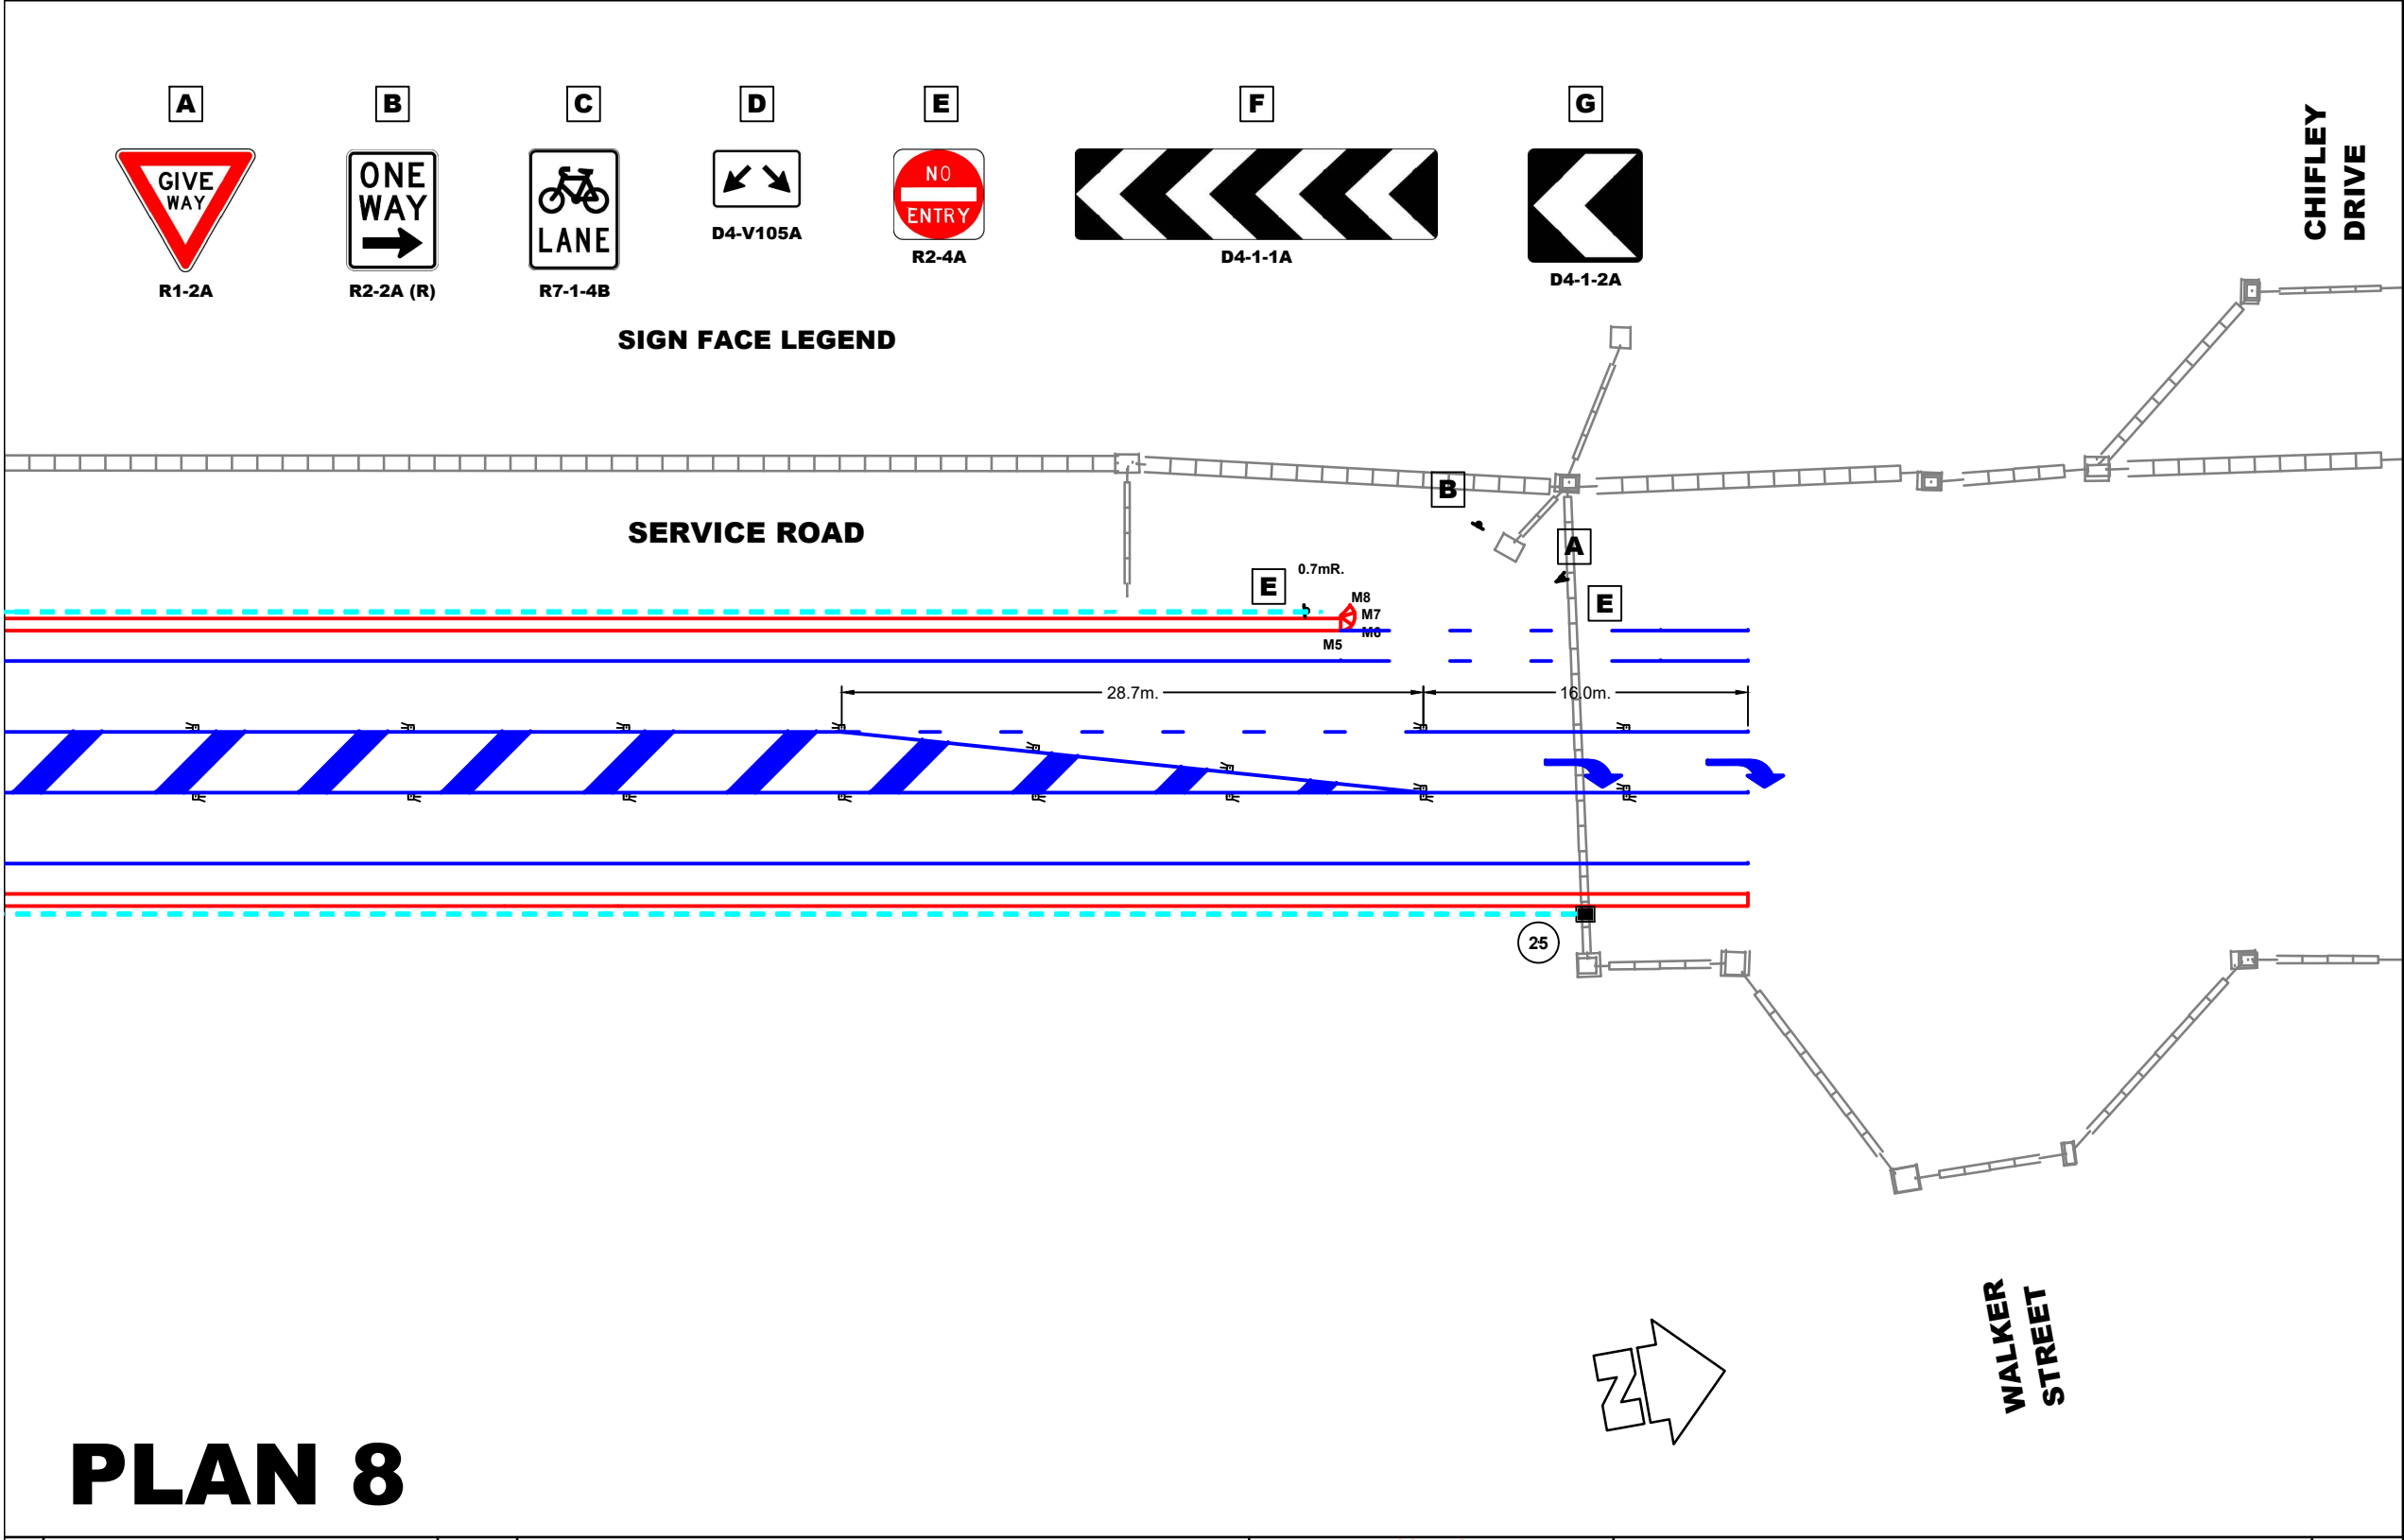 A
B
C
D
E
F
G
GIVE
WAY
ONE
WAY
LANE
NO
ENTRY
R1-2A
R2-2A (R)
R7-1-4B
D4-V105A
R2-4A
D4-1-1A
D4-1-2A
SIGN FACE LEGEND
CHIFLEY
DRIVE
B
SERVICE ROAD
A
E
0.7mR.
E
M8
M7
M6
M5
28.7m.
16.0m.
25
WALKER
STREET
N
PLAN 8